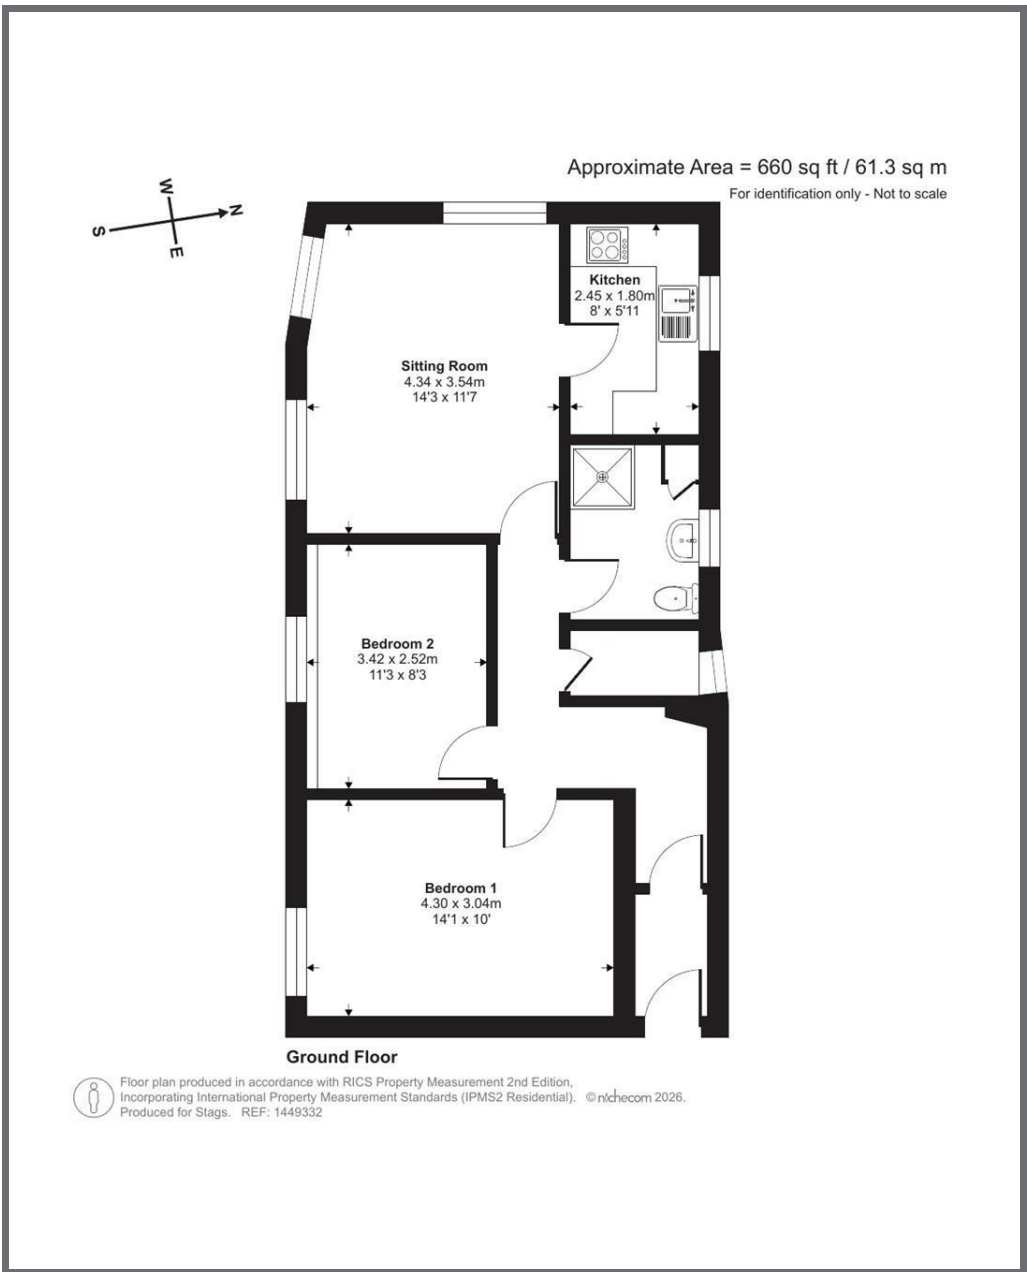 Approximate Area = 660 sq ft / 61.3 sq m
For identification only - Not to scale
W
N
S
E
Kitchen
2.45 x 1.80m
8' x 5'11
Sitting Room
4.34 x 3.54m
14'3 x 11'7
Bedroom 2
3.42 x 2.52m
11'3 x 8'3
Bedroom 1
4.30 x 3.04m
14'1 x 10'
Ground Floor
Floor plan produced in accordance with RICS Property Measurement 2nd Edition,
Incorporating International Property Measurement Standards (IPMS2 Residential). © nichecom 2026.
Produced for Stags. REF: 1449332